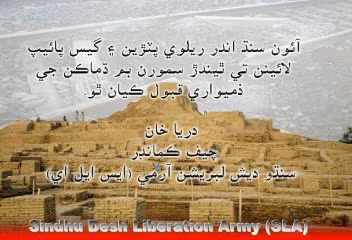 آئون سنڌ اندر ريلوي پٽڙين ۽ گيس پائيپ
لائينن تي ٿيندڙ سمورن بم ڌماڪن جي
ذميواري قبول ڪيان ٿو.
دريا خان
چيف ڪمانڊر
سنڌو ديش لبريشن آرمي (ايس ايل اي)
Sindhu Desh Liberation Army (SLA)